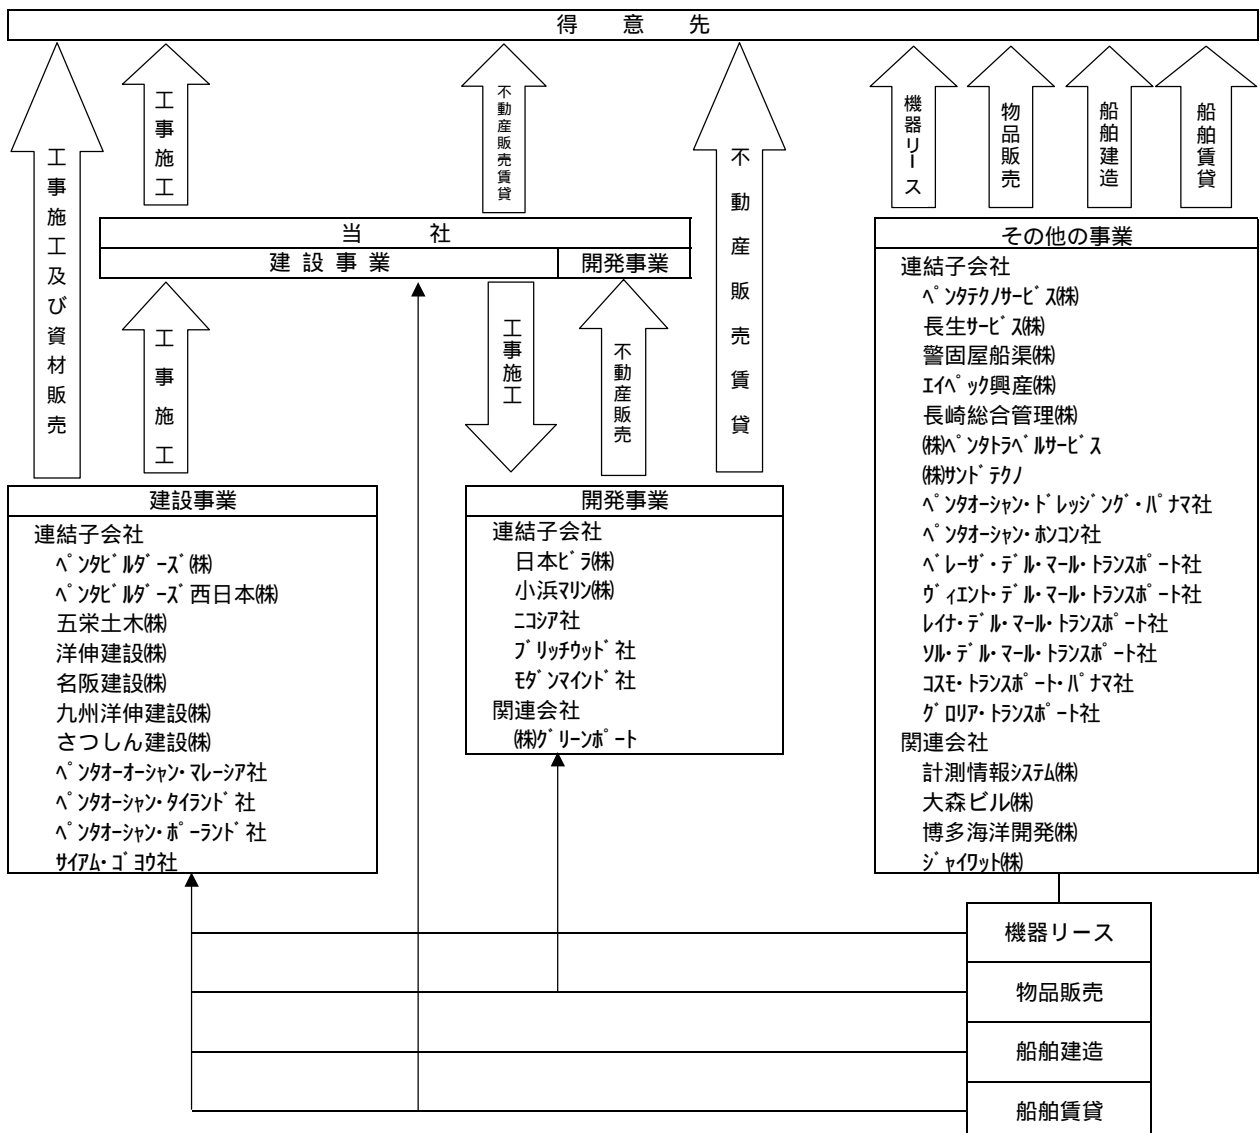 得 意 先
工事施工及び資材販売
工事施工
不動産販売賃貸
不動産販売賃貸
機器リース
物品販売
船舶建造
船舶賃貸
当 社
建 設 事 業
開発事業
工事施工
工事施工
不動産販売
建設事業
連結子会社
ペンタビルダーズ(株)
ペンタビルダーズ西日本(株)
五栄土木(株)
洋伸建設(株)
名阪建設(株)
九州洋伸建設(株)
さつしん建設(株)
ペンタオーオーシャン・マレーシア社
ペンタオーシャン・タイランド社
ペンタオーシャン・ポーランド社
サイアム・ゴヨウ社
開発事業
連結子会社
日本ビラ(株)
小浜マリン(株)
ニコシア社
ブリッヂウッド社
モダンマインド社
関連会社
(株)グリーンポート
その他の事業
連結子会社
ペンタテクノサービス(株)
長生サービス(株)
警固屋船渠(株)
エイペック興産(株)
長崎総合管理(株)
(株)ペンタトラベルサービス
(株)サンドテクノ
ペンタオーシャン・ドレッジング・パナマ社
ペンタオーシャン・ホンコン社
ベレーザ・デル・マール・トランスポート社
ヴィエント・デル・マール・トランスポート社
レイナ・デル・マール・トランスポート社
ソル・デル・マール・トランスポート社
コスモ・トランスポート・パナマ社
グロリア・トランスポート社
関連会社
計測情報システム(株)
大森ビル(株)
博多海洋開発(株)
ジャイワット(株)
機器リース
物品販売
船舶建造
船舶賃貸